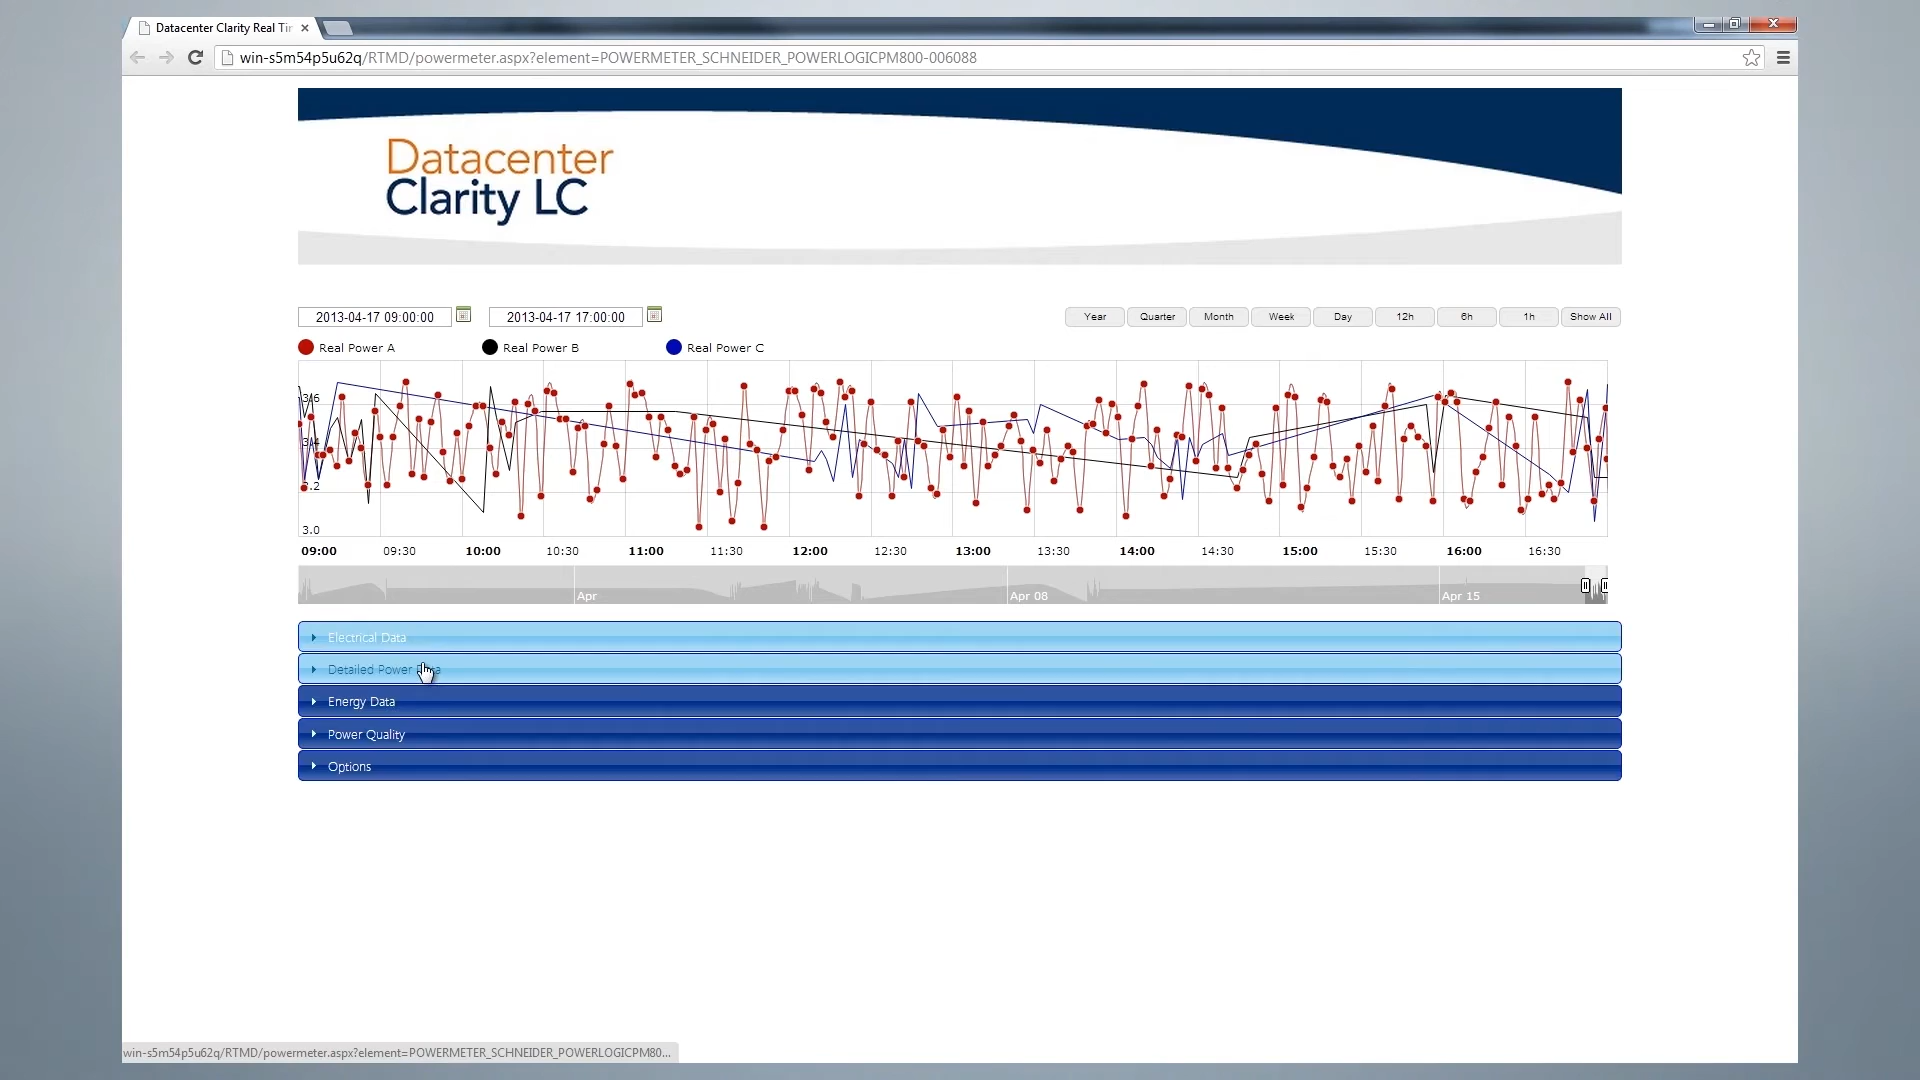 Datacenter Clarity Real Tir
win-s5m54p5u62q/RTMD/powermeter.aspx?element=POWERMETER_SCHNEIDER_POWERLOGICPM800-006088
Datacenter
Clarity LC
2013-04-17 09:00:00
2013-04-17 17:00:00
Year
Quarter
Month
Week
Day
12h
6h
1h
Show All
Real Power A
Real Power B
Real Power C
3.6
3.4
3.2
3.0
09:00
09:30
10:00
10:30
11:00
11:30
12:00
12:30
13:00
13:30
14:00
14:30
15:00
15:30
16:00
16:30
Apr
Apr 08
Apr 15
Electrical Data
Detailed Power
Energy Data
Power Quality
Options
win-s5m54p5u62q/RTMD/powermeter.aspx?element=POWERMETER_SCHNEIDER_POWERLOGICPM80...